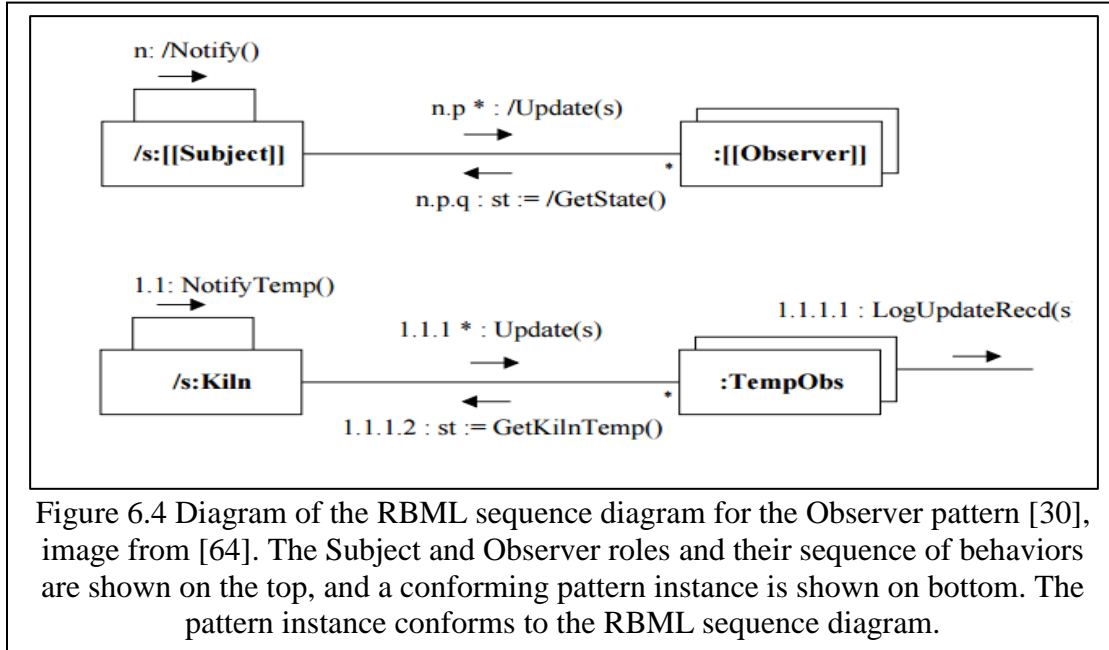 n: /Notify()
n.p * : /Update(s)
/s:[[Subject]]
:[[Observer]]
*
n.p.q : st := /GetState()
1.1: NotifyTemp()
1.1.1.1 : LogUpdateRecd(s
1.1.1 * : Update(s)
/s:Kiln
:TempObs
*
1.1.1.2 : st := GetKilnTemp()
Figure 6.4 Diagram of the RBML sequence diagram for the Observer pattern [30],
image from [64]. The Subject and Observer roles and their sequence of behaviors
are shown on the top, and a conforming pattern instance is shown on bottom. The
pattern instance conforms to the RBML sequence diagram.